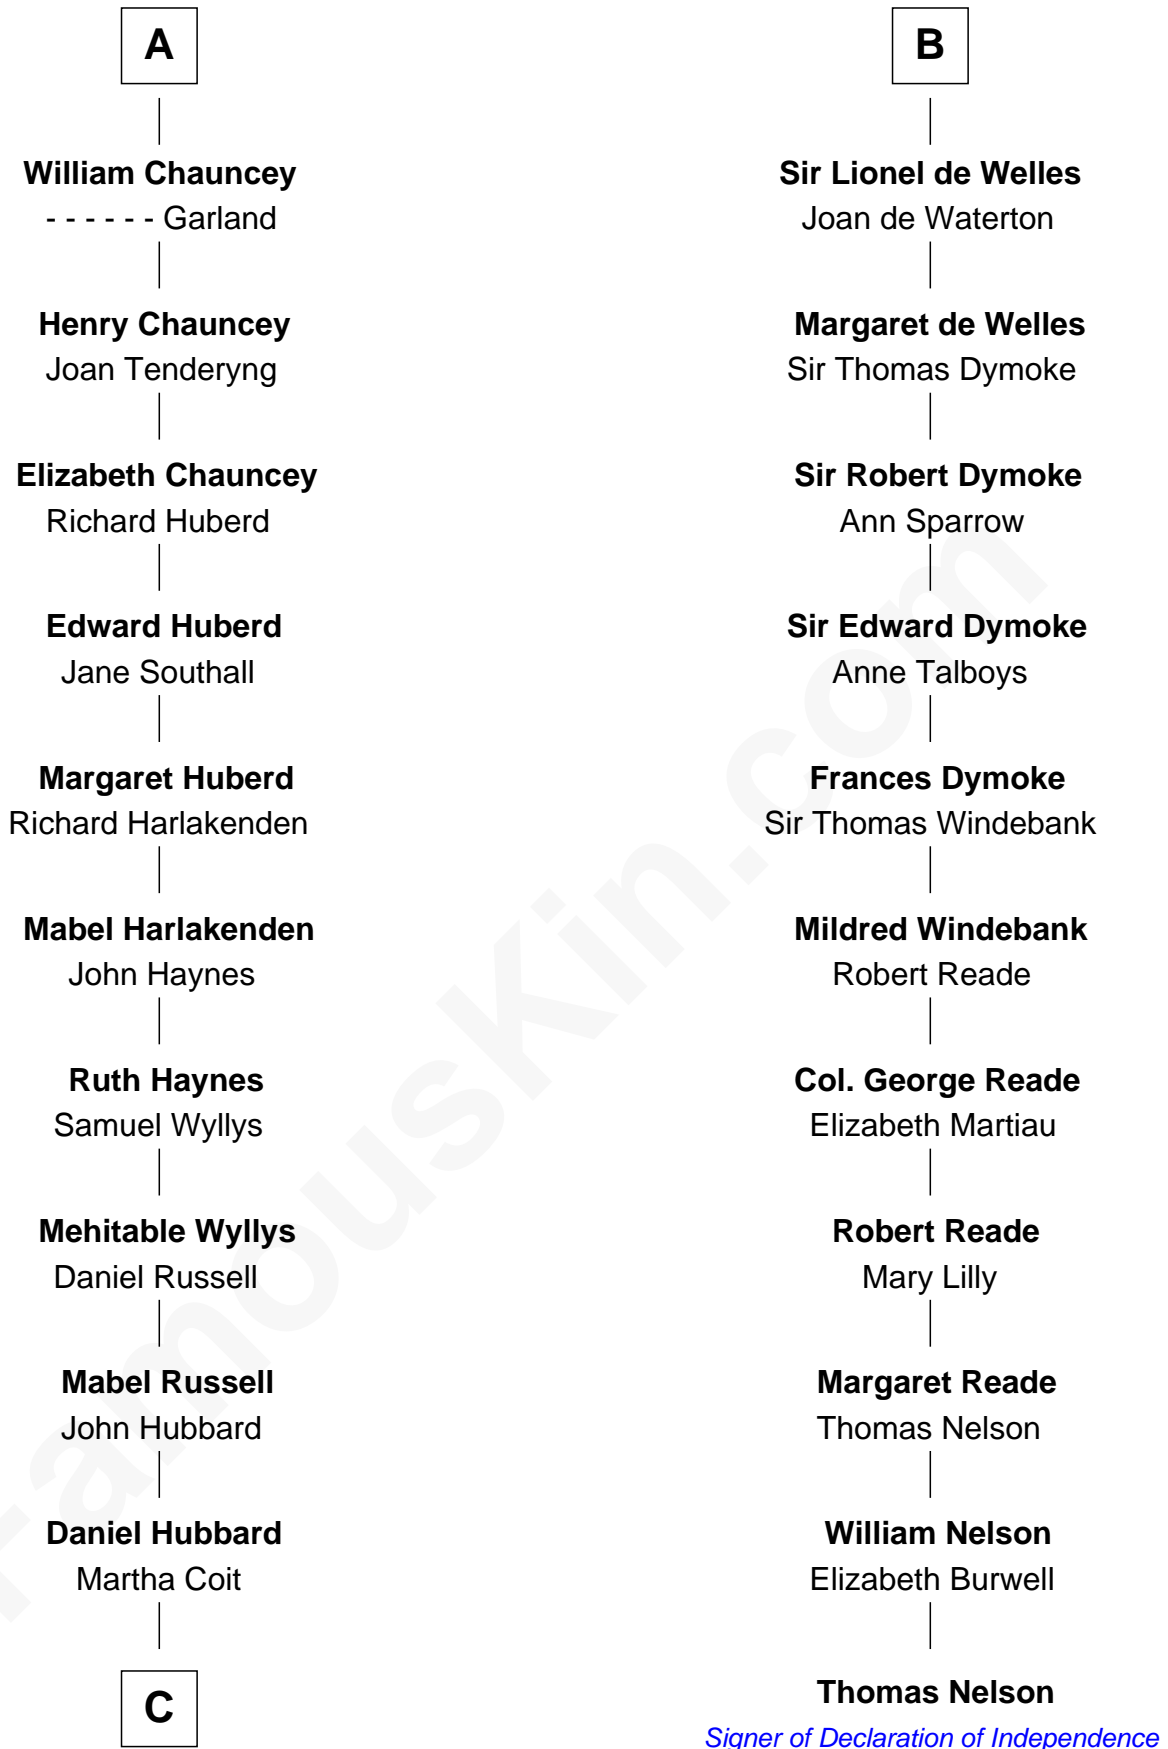 A
William Chauncey
- - - - - - Garland
Henry Chauncey
Joan Tenderyng
Elizabeth Chauncey
Richard Huberd
Edward Huberd
Jane Southall
Margaret Huberd
Richard Harlakenden
Mabel Harlakenden
John Haynes
Ruth Haynes
Samuel Wyllys
Mehitable Wyllys
Daniel Russell
Mabel Russell
John Hubbard
Daniel Hubbard
Martha Coit
C
B
Sir Lionel de Welles
Joan de Waterton
Margaret de Welles
Sir Thomas Dymoke
Sir Robert Dymoke
Ann Sparrow
Sir Edward Dymoke
Anne Talboys
Frances Dymoke
Sir Thomas Windebank
Mildred Windebank
Robert Reade
Col. George Reade
Elizabeth Martiau
Robert Reade
Mary Lilly
Margaret Reade
Thomas Nelson
William Nelson
Elizabeth Burwell
Thomas Nelson
Signer of Declaration of Independence
FamousKin.com